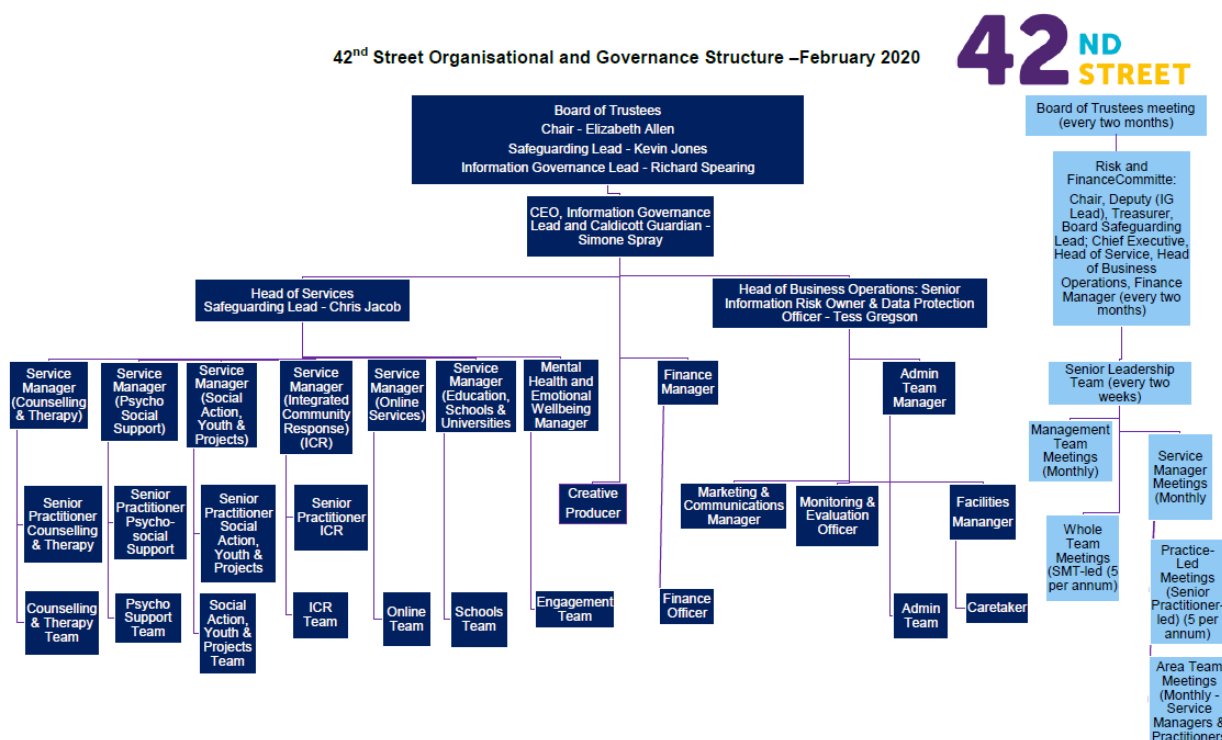 42nd Street Organisational and Governance Structure –February 2020
42 ND
STREET
Board of Trustees
Chair - Elizabeth Allen
Safeguarding Lead - Kevin Jones
Information Governance Lead - Richard Spearing
CEO, Information Governance
Lead and Caldicott Guardian -
Simone Spray
Head of Services
Safeguarding Lead - Chris Jacob
Head of Business Operations: Senior
Information Risk Owner & Data Protection
Officer - Tess Gregson
Service
Manager
(Counselling
& Therapy)
Service
Manager
(Psycho
Social
Support)
Service
Manager
(Social
Action,
Youth &
Projects)
Service
Manager
(Integrated
Community
Response)
(ICR)
Service
Manager
(Online
Services)
Service
Manager
(Education,
Schools &
Universities
Mental
Health and
Emotional
Wellbeing
Manager
Finance
Manager
Admin
Team
Manager
Senior
Practitioner
Counselling
& Therapy
Senior
Practitioner
Psycho-
social
Support
Senior
Practitioner
Social
Action,
Youth &
Projects
Senior
Practitioner
ICR
Creative
Producer
Marketing &
Communications
Manager
Monitoring &
Evaluation
Officer
Facilities
Mananger
Counselling
& Therapy
Team
Psycho
Support
Team
Social
Action,
Youth &
Projects
Team
ICR
Team
Online
Team
Schools
Team
Engagement
Team
Finance
Officer
Admin
Team
Caretaker
Board of Trustees meeting
(every two months)
Risk and
FinanceCommitte:
Chair, Deputy (IG
Lead), Treasurer,
Board Safeguarding
Lead; Chief Executive,
Head of Service, Head
of Business
Operations, Finance
Manager (every two
months)
Senior Leadership
Team (every two
weeks)
Management
Team
Meetings
(Monthly)
Service
Manager
Meetings
(Monthly
Whole
Team
Meetings
(SMT-led (5
per annum)
Practice-
Led
Meetings
(Senior
Practitioner-
led) (5 per
annum)
Area Team
Meetings
(Monthly -
Service
Managers &
Practitioners